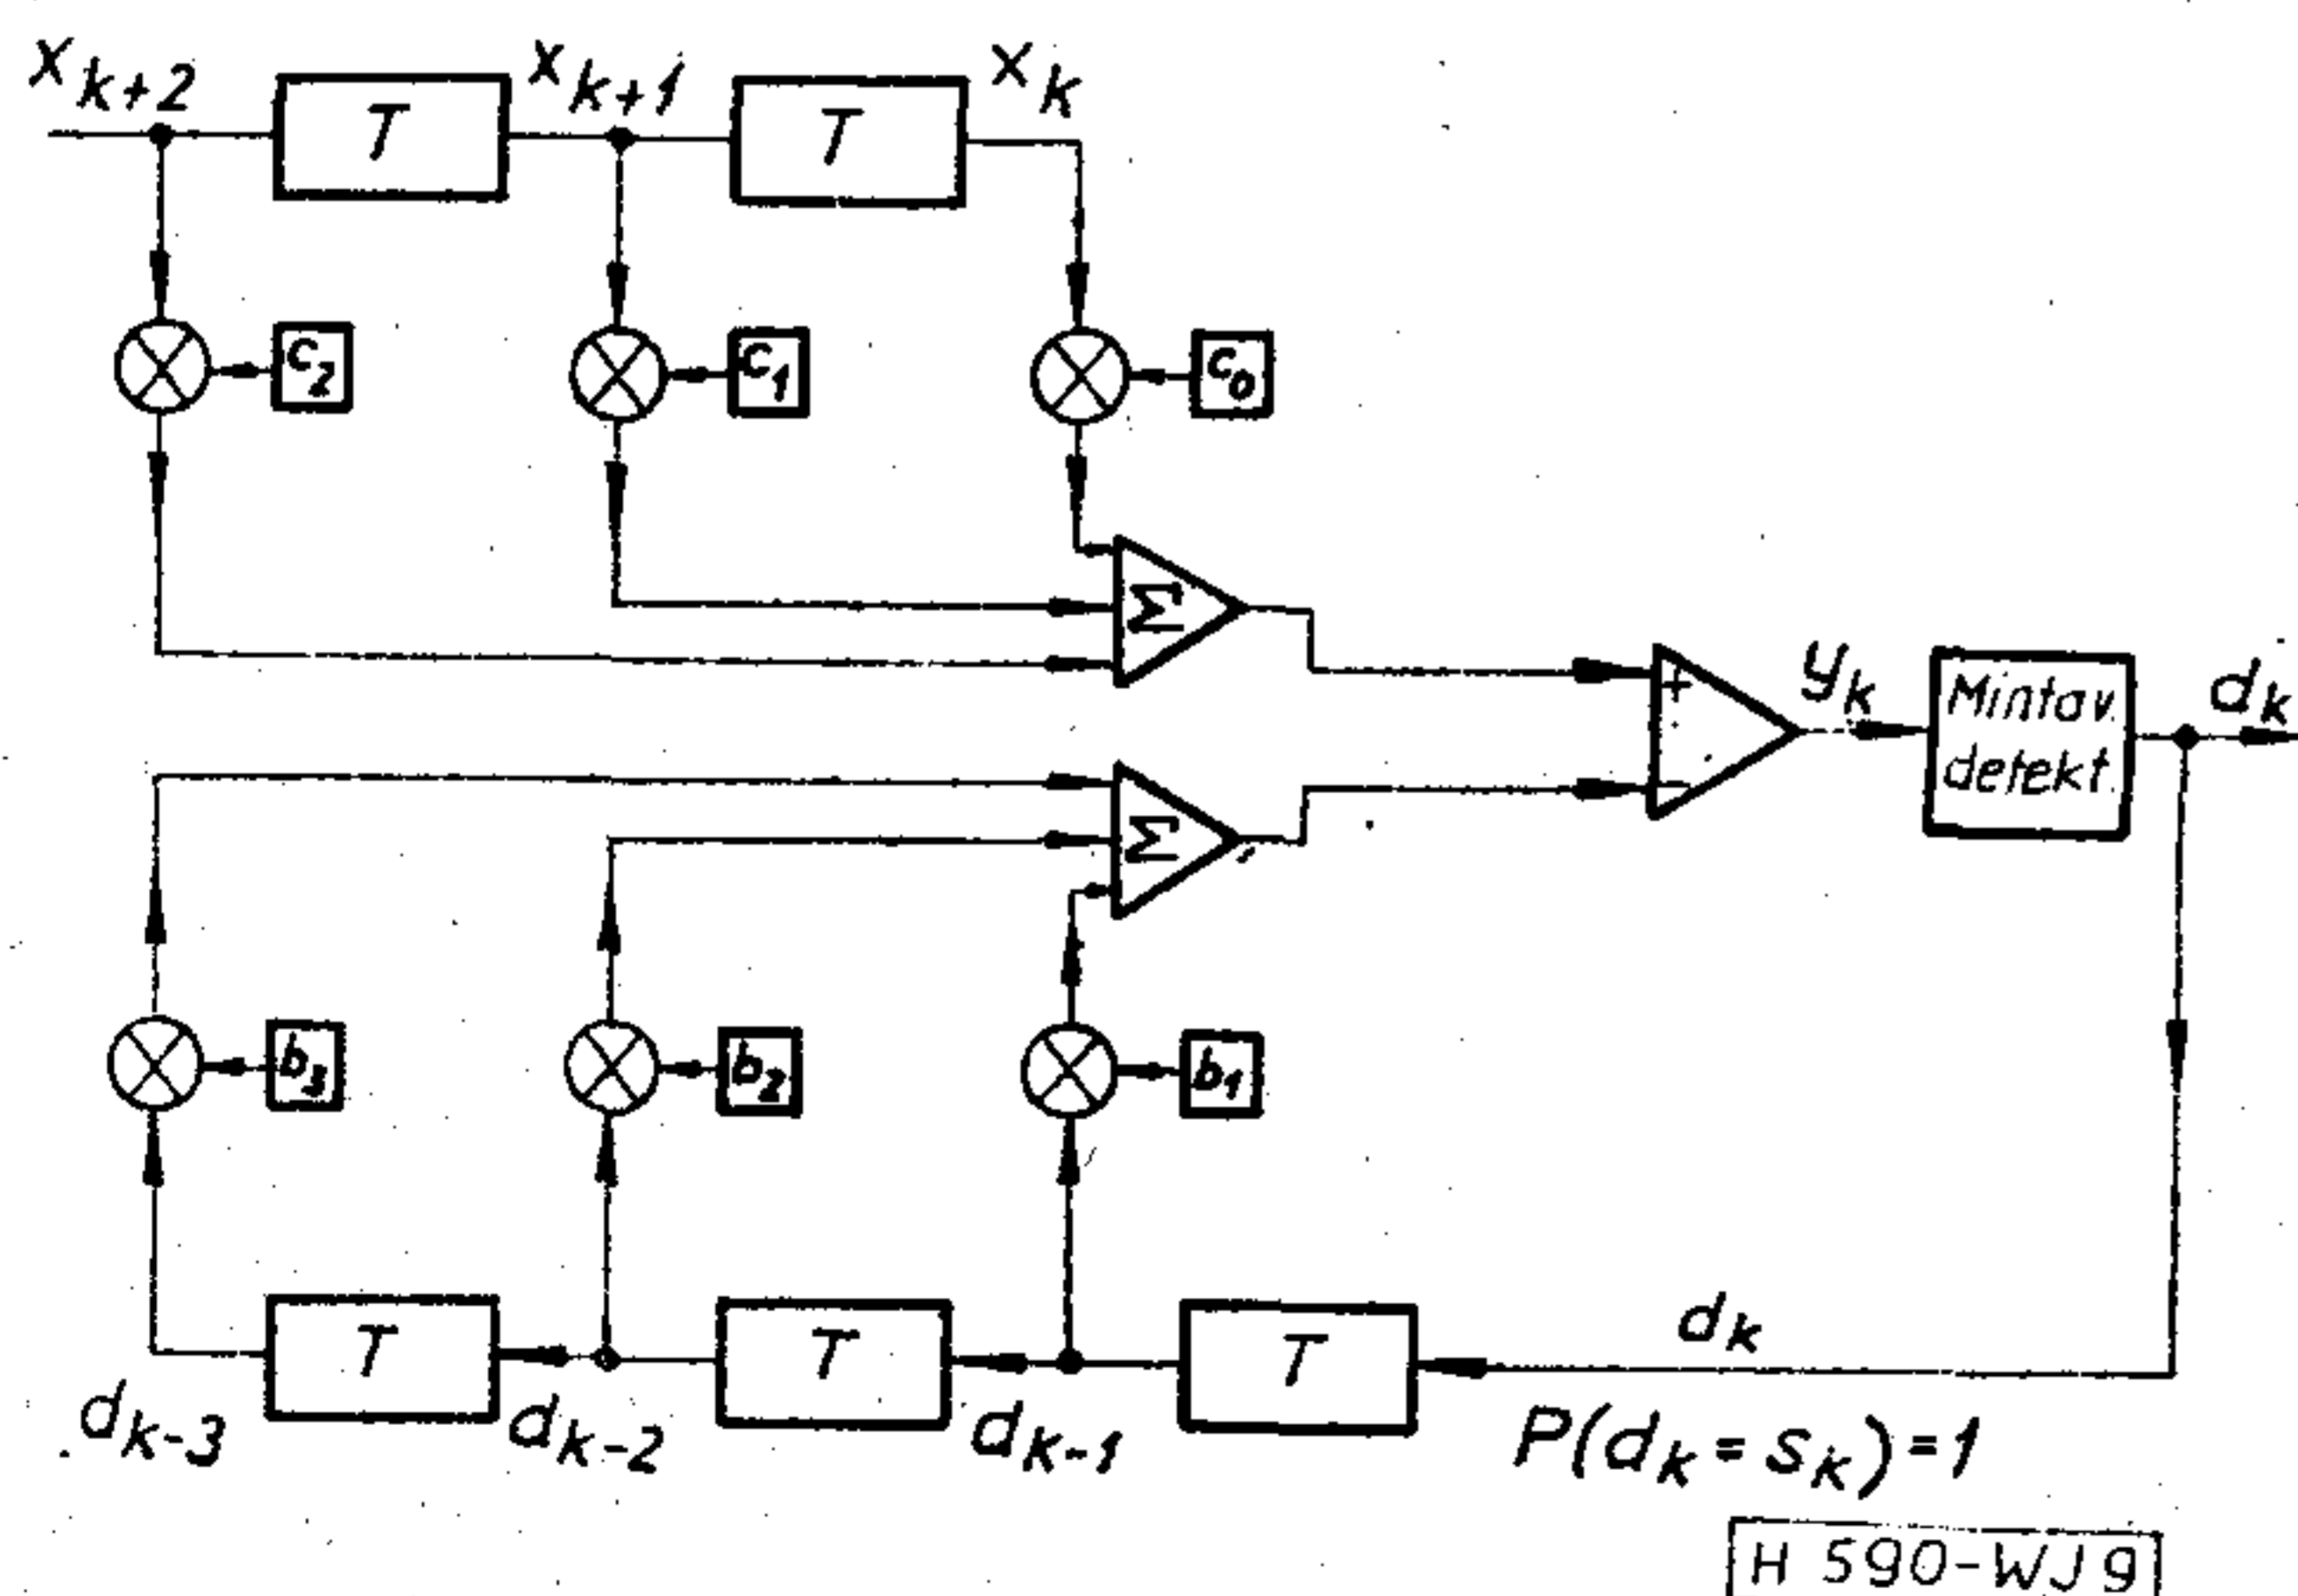 x_{k+2} x_{k+1} x_k
T T
c_2 c_1 c_0
Σ
+
y_k
Mintav.
detekt.
d_k
−
Σ
b_3 b_2 b_1
T T T
d_k
d_{k-3} d_{k-2} d_{k-1}
P(d_k=s_k)=1
H 590-WJ9